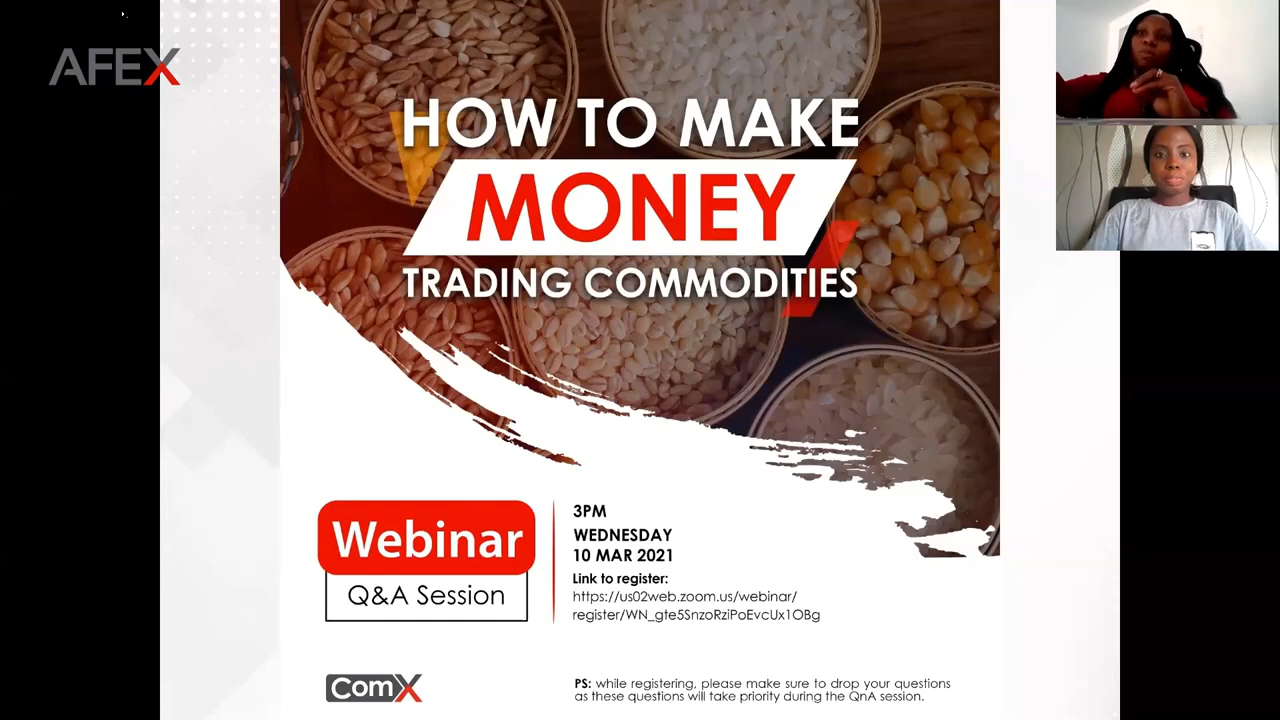 AFEX
HOW TO MAKE
MONEY
TRADING COMMODITIES
Webinar
Q&A Session
3PM
WEDNESDAY
10 MAR 2021
Link to register:
https://us02web.zoom.us/webinar/
register/WN_gte5SnzoRziPoEvcUx1OBg
ComX
PS: while registering, please make sure to drop your questions
as these questions will take priority during the QnA session.